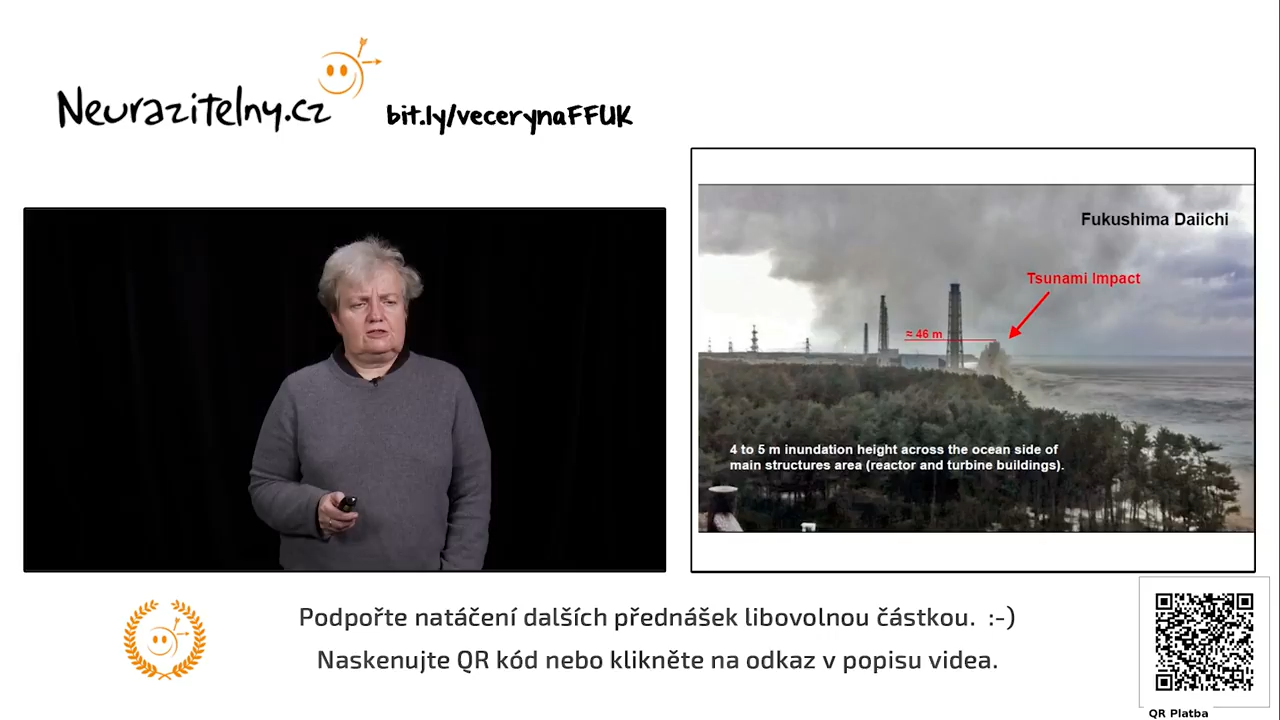 Neurazitelny.cz
bit.ly/vecerynaFFUK
Fukushima Daiichi
Tsunami Impact
≈ 46 m
4 to 5 m inundation height across the ocean side of
main structures area (reactor and turbine buildings).
Podpořte natáčení dalších přednášek libovolnou částkou. :-)
Naskenujte QR kód nebo klikněte na odkaz v popisu videa.
QR Platba